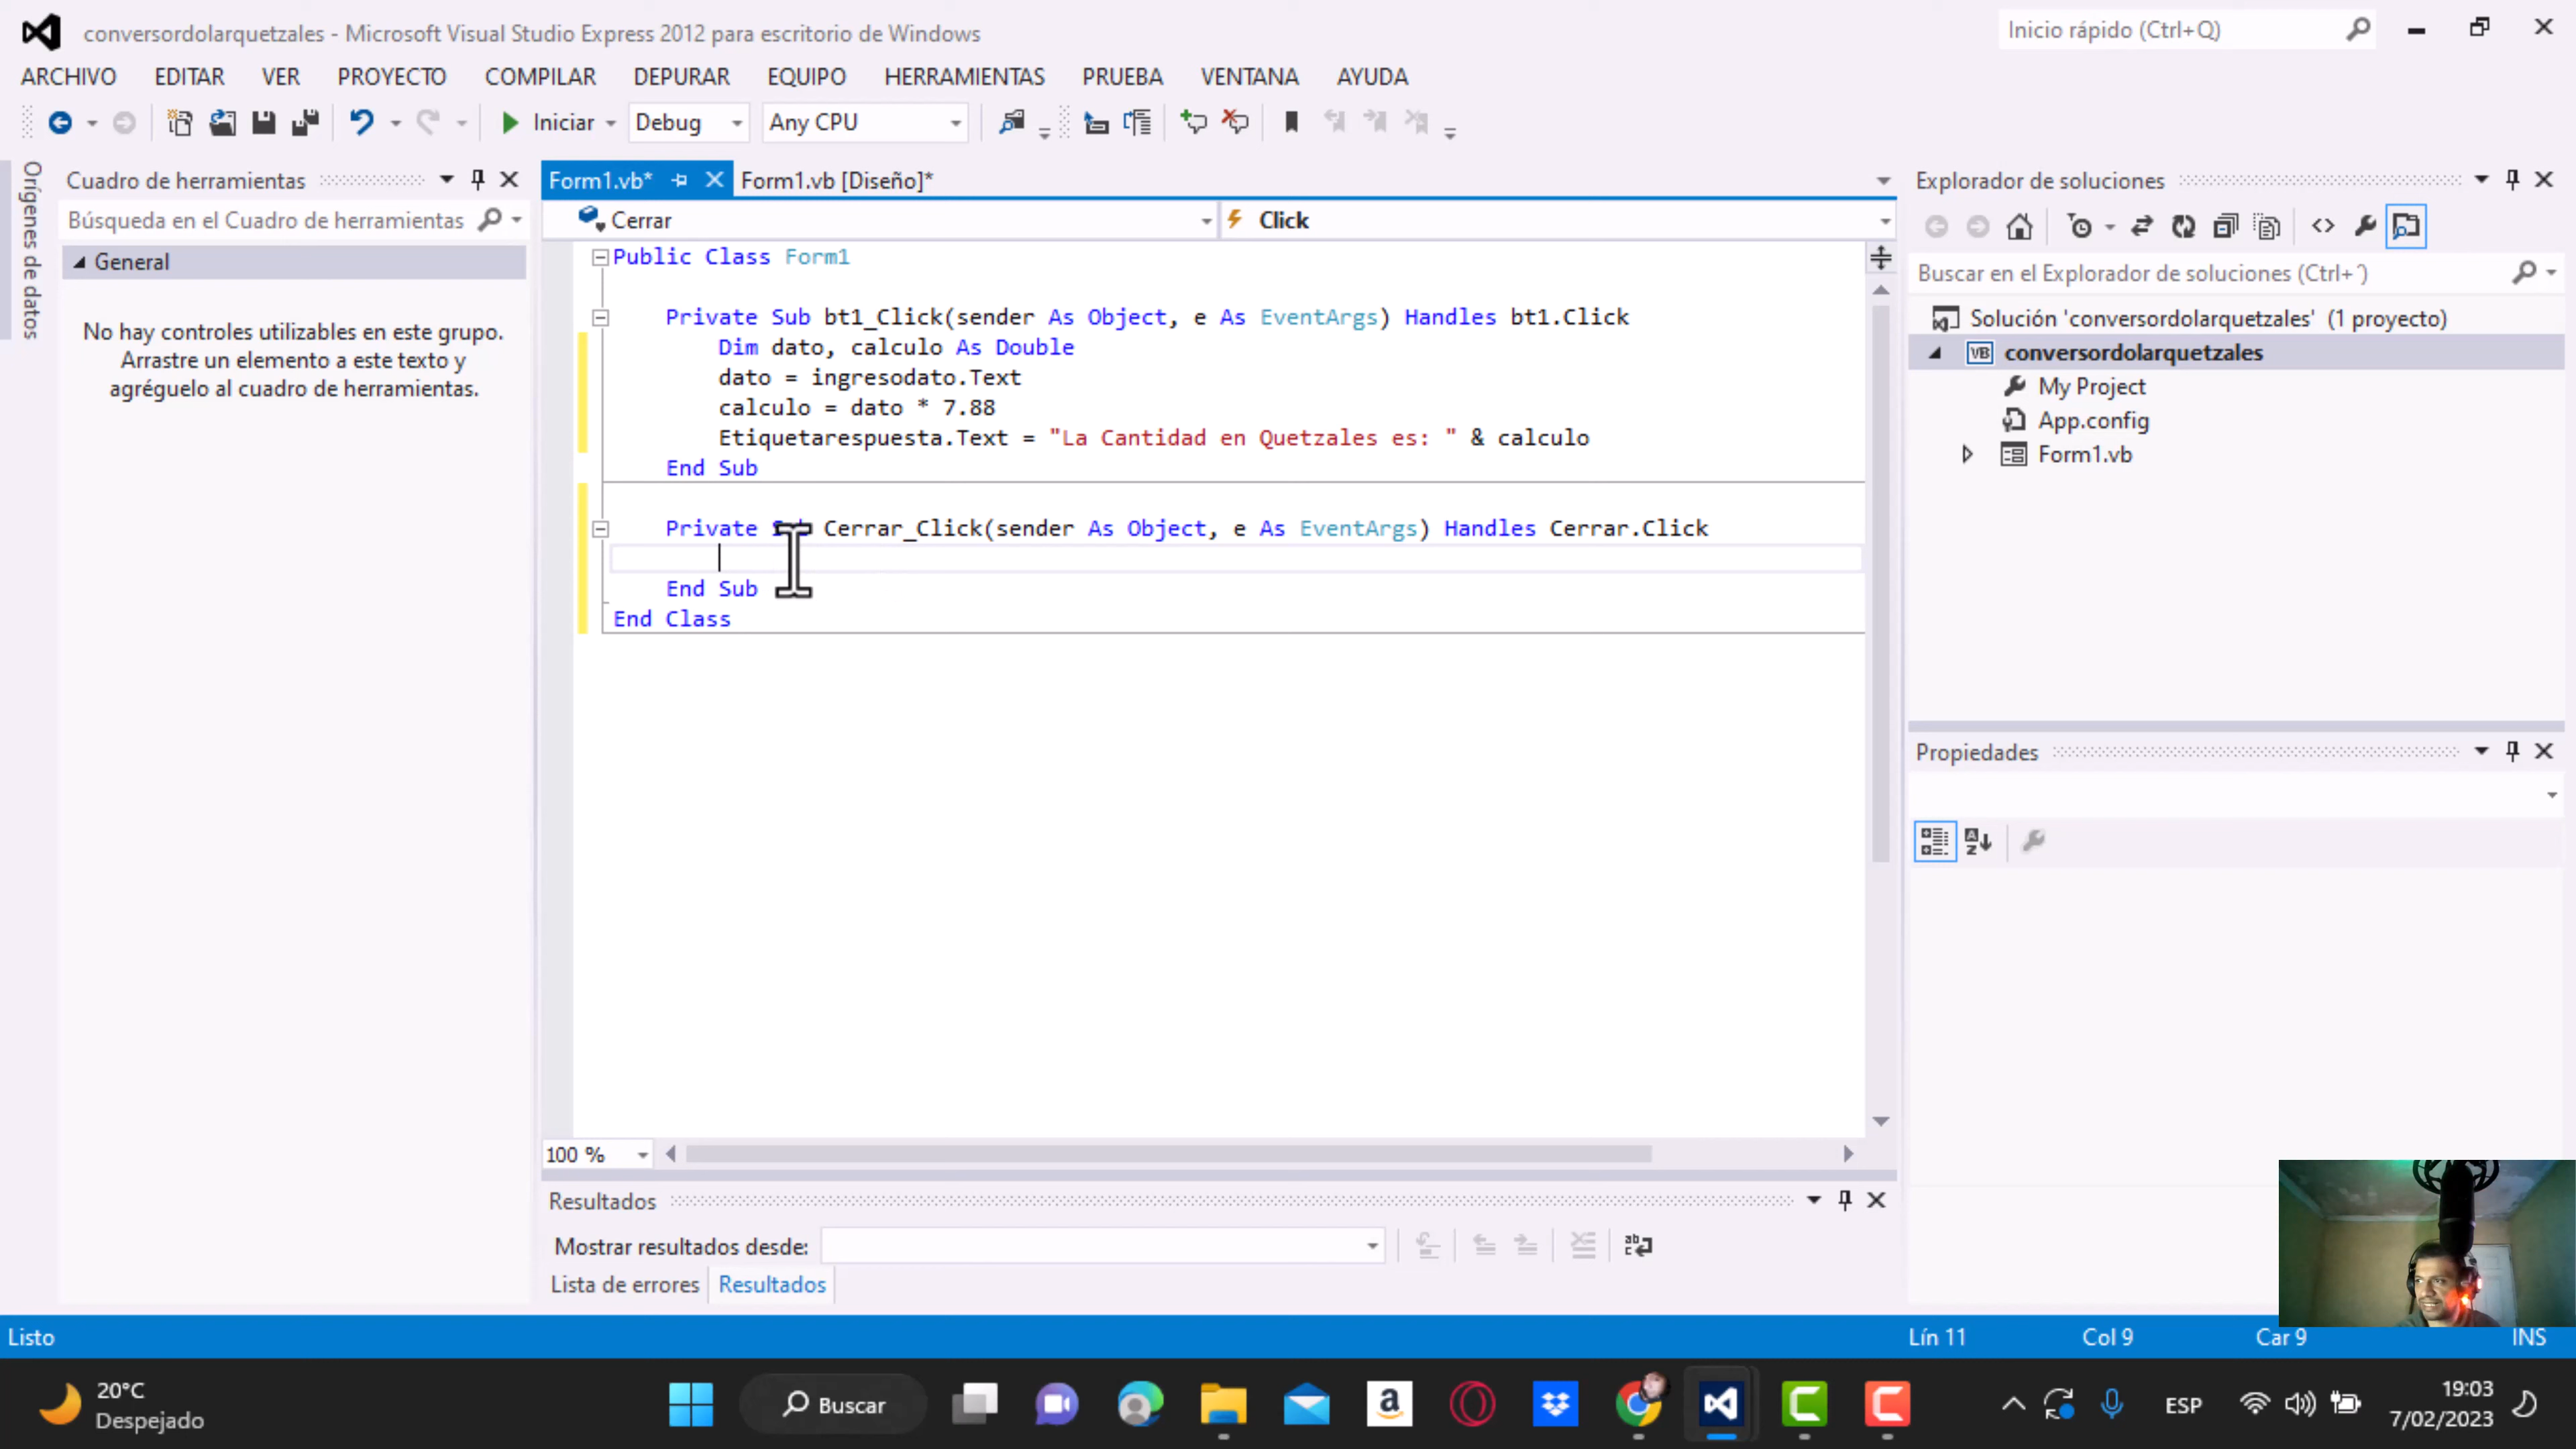 conversordolarquetzales - Microsoft Visual Studio Express 2012 para escritorio de Windows
Inicio rápido (Ctrl+Q)
ARCHIVO EDITAR VER PROYECTO COMPILAR DEPURAR EQUIPO HERRAMIENTAS PRUEBA VENTANA AYUDA
Iniciar Debug Any CPU
Orígenes de datos
Cuadro de herramientas
Búsqueda en el Cuadro de herramientas
General
No hay controles utilizables en este grupo.
Arrastre un elemento a este texto y
agréguelo al cuadro de herramientas.
Form1.vb* Form1.vb [Diseño]*
Cerrar Click
Public Class Form1
Private Sub bt1_Click(sender As Object, e As EventArgs) Handles bt1.Click
Dim dato, calculo As Double
dato = ingresodato.Text
calculo = dato * 7.88
Etiquetarespuesta.Text = "La Cantidad en Quetzales es: " & calculo
End Sub
Private Sub Cerrar_Click(sender As Object, e As EventArgs) Handles Cerrar.Click
End Sub
End Class
100 %
Resultados
Mostrar resultados desde:
Lista de errores Resultados
Explorador de soluciones
Buscar en el Explorador de soluciones (Ctrl+´)
Solución 'conversordolarquetzales' (1 proyecto)
VB conversordolarquetzales
My Project
App.config
Form1.vb
Propiedades
Listo Lín 11 Col 9 Car 9 INS
20°C
Despejado
Buscar
ESP
19:03
7/02/2023